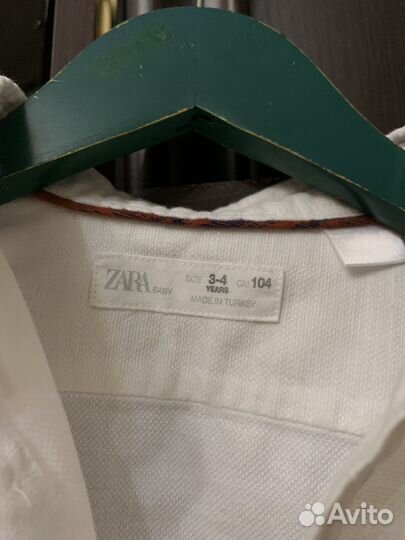 ZARA BABY SIZE 3-4 YEARS CM 104
MADE IN TURKEY
Avito